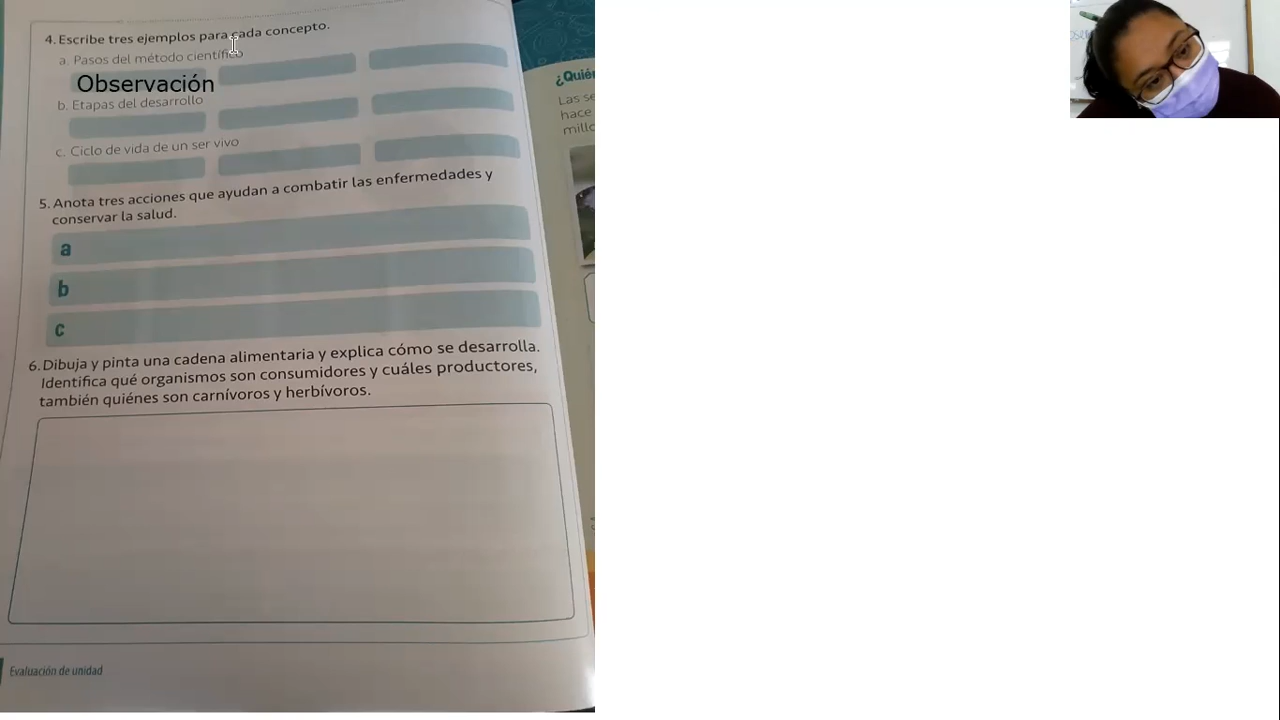 4. Escribe tres ejemplos para cada concepto.
a. Pasos del método científico
Observación
b. Etapas del desarrollo
c. Ciclo de vida de un ser vivo
5. Anota tres acciones que ayudan a combatir las enfermedades y
conservar la salud.
a
b
c
6. Dibuja y pinta una cadena alimentaria y explica cómo se desarrolla.
Identifica qué organismos son consumidores y cuáles productores,
también quiénes son carnívoros y herbívoros.
Evaluación de unidad
Las
hace